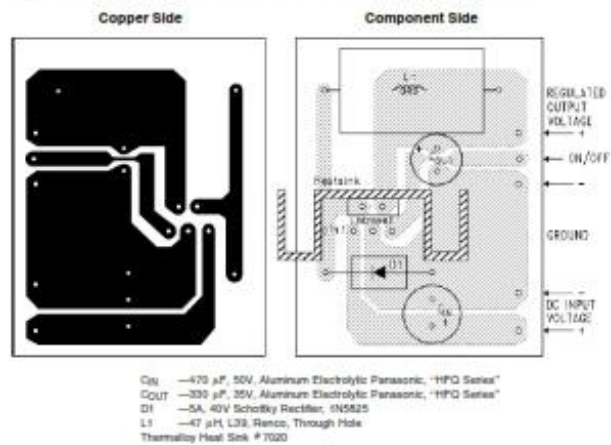 Copper Side
Component Side
L1
REGULATED
OUTPUT
VOLTAGE
+
ON/OFF
-
Heatsink
GROUND
D1
-
DC INPUT
VOLTAGE
+
CIN —470 μF, 50V, Aluminum Electrolytic Panasonic, "HFQ Series"
COUT —330 μF, 35V, Aluminum Electrolytic Panasonic, "HFQ Series"
D1 —5A, 40V Schottky Rectifier, 1N5825
L1 —47 μH, L39, Renco, Through Hole
Thermalloy Heat Sink #7020